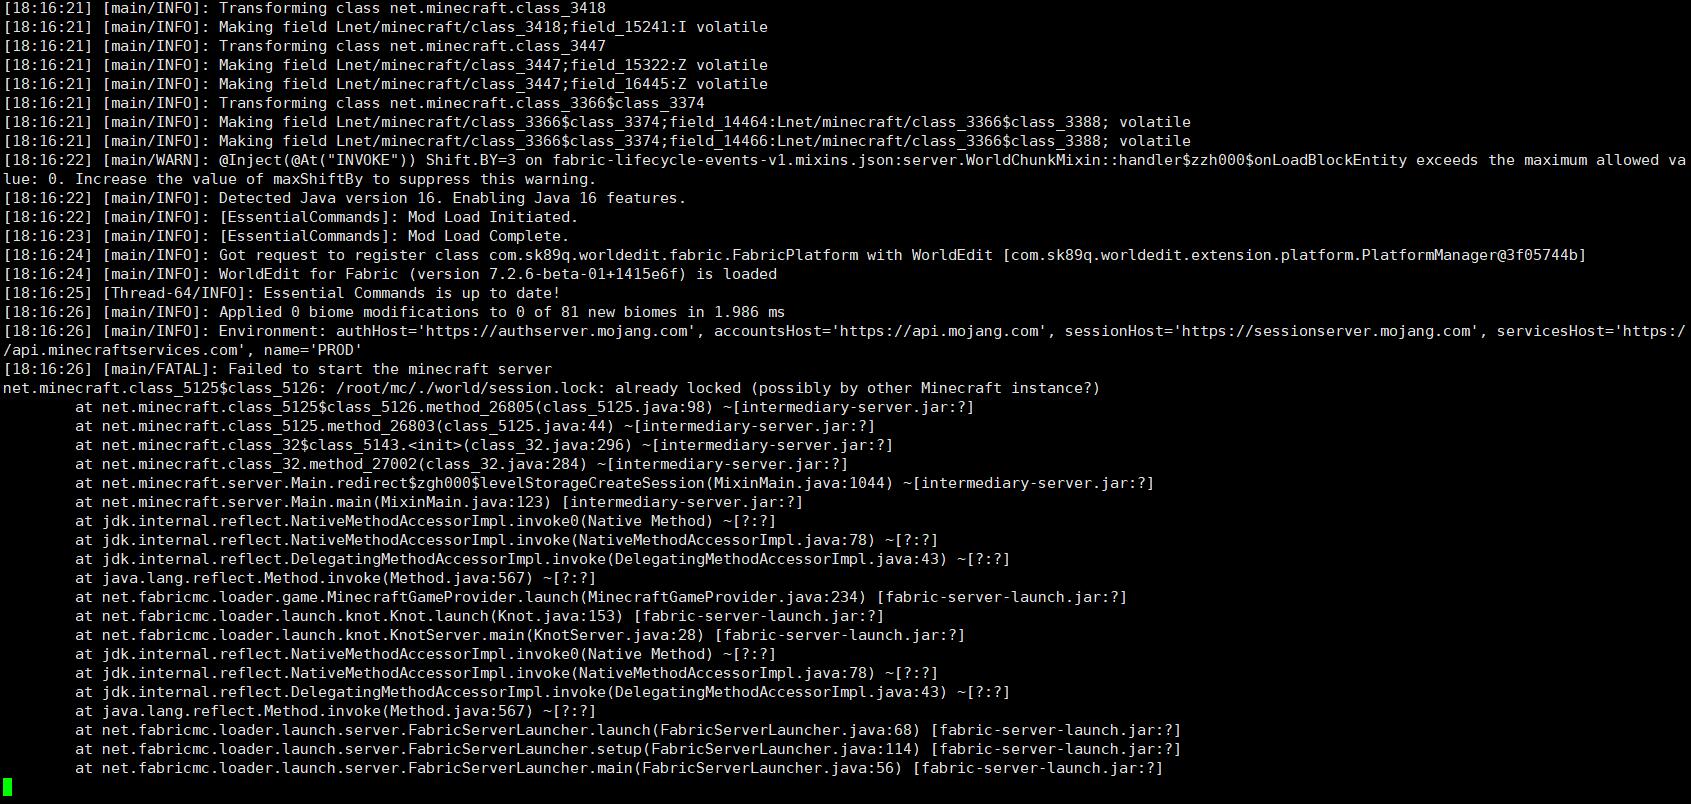 [18:16:21] [main/INFO]: Transforming class net.minecraft.class_3418
[18:16:21] [main/INFO]: Making field Lnet/minecraft/class_3418;field_15241:I volatile
[18:16:21] [main/INFO]: Transforming class net.minecraft.class_3447
[18:16:21] [main/INFO]: Making field Lnet/minecraft/class_3447;field_15322:Z volatile
[18:16:21] [main/INFO]: Making field Lnet/minecraft/class_3447;field_16445:Z volatile
[18:16:21] [main/INFO]: Transforming class net.minecraft.class_3366$class_3374
[18:16:21] [main/INFO]: Making field Lnet/minecraft/class_3366$class_3374;field_14464:Lnet/minecraft/class_3366$class_3388; volatile
[18:16:21] [main/INFO]: Making field Lnet/minecraft/class_3366$class_3374;field_14466:Lnet/minecraft/class_3366$class_3388; volatile
[18:16:22] [main/WARN]: @Inject(@At("INVOKE")) Shift.BY=3 on fabric-lifecycle-events-v1.mixins.json:server.WorldChunkMixin::handler$zzh000$onLoadBlockEntity exceeds the maximum allowed va
lue: 0. Increase the value of maxShiftBy to suppress this warning.
[18:16:22] [main/INFO]: Detected Java version 16. Enabling Java 16 features.
[18:16:22] [main/INFO]: [EssentialCommands]: Mod Load Initiated.
[18:16:23] [main/INFO]: [EssentialCommands]: Mod Load Complete.
[18:16:24] [main/INFO]: Got request to register class com.sk89q.worldedit.fabric.FabricPlatform with WorldEdit [com.sk89q.worldedit.extension.platform.PlatformManager@3f05744b]
[18:16:24] [main/INFO]: WorldEdit for Fabric (version 7.2.6-beta-01+1415e6f) is loaded
[18:16:25] [Thread-64/INFO]: Essential Commands is up to date!
[18:16:26] [main/INFO]: Applied 0 biome modifications to 0 of 81 new biomes in 1.986 ms
[18:16:26] [main/INFO]: Environment: authHost='https://authserver.mojang.com', accountsHost='https://api.mojang.com', sessionHost='https://sessionserver.mojang.com', servicesHost='https:/
/api.minecraftservices.com', name='PROD'
[18:16:26] [main/FATAL]: Failed to start the minecraft server
net.minecraft.class_5125$class_5126: /root/mc/./world/session.lock: already locked (possibly by other Minecraft instance?)
at net.minecraft.class_5125$class_5126.method_26805(class_5125.java:98) ~[intermediary-server.jar:?]
at net.minecraft.class_5125.method_26803(class_5125.java:44) ~[intermediary-server.jar:?]
at net.minecraft.class_32$class_5143.<init>(class_32.java:296) ~[intermediary-server.jar:?]
at net.minecraft.class_32.method_27002(class_32.java:284) ~[intermediary-server.jar:?]
at net.minecraft.server.Main.redirect$zgh000$levelStorageCreateSession(MixinMain.java:1044) ~[intermediary-server.jar:?]
at net.minecraft.server.Main.main(MixinMain.java:123) [intermediary-server.jar:?]
at jdk.internal.reflect.NativeMethodAccessorImpl.invoke0(Native Method) ~[?:?]
at jdk.internal.reflect.NativeMethodAccessorImpl.invoke(NativeMethodAccessorImpl.java:78) ~[?:?]
at jdk.internal.reflect.DelegatingMethodAccessorImpl.invoke(DelegatingMethodAccessorImpl.java:43) ~[?:?]
at java.lang.reflect.Method.invoke(Method.java:567) ~[?:?]
at net.fabricmc.loader.game.MinecraftGameProvider.launch(MinecraftGameProvider.java:234) [fabric-server-launch.jar:?]
at net.fabricmc.loader.launch.knot.Knot.launch(Knot.java:153) [fabric-server-launch.jar:?]
at net.fabricmc.loader.launch.knot.KnotServer.main(KnotServer.java:28) [fabric-server-launch.jar:?]
at jdk.internal.reflect.NativeMethodAccessorImpl.invoke0(Native Method) ~[?:?]
at jdk.internal.reflect.NativeMethodAccessorImpl.invoke(NativeMethodAccessorImpl.java:78) ~[?:?]
at jdk.internal.reflect.DelegatingMethodAccessorImpl.invoke(DelegatingMethodAccessorImpl.java:43) ~[?:?]
at java.lang.reflect.Method.invoke(Method.java:567) ~[?:?]
at net.fabricmc.loader.launch.server.FabricServerLauncher.launch(FabricServerLauncher.java:68) [fabric-server-launch.jar:?]
at net.fabricmc.loader.launch.server.FabricServerLauncher.setup(FabricServerLauncher.java:114) [fabric-server-launch.jar:?]
at net.fabricmc.loader.launch.server.FabricServerLauncher.main(FabricServerLauncher.java:56) [fabric-server-launch.jar:?]